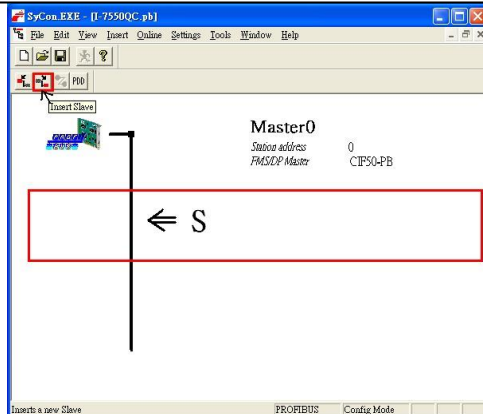 SyCon.EXE - [I-7550QC.pb]
File Edit View Insert Online Settings Tools Window Help
PDD
Insert Slave
Master0
Station address 0
FMS/DP Master CIF50-PB
⇐ S
Inserts a new Slave PROFIBUS Config Mode